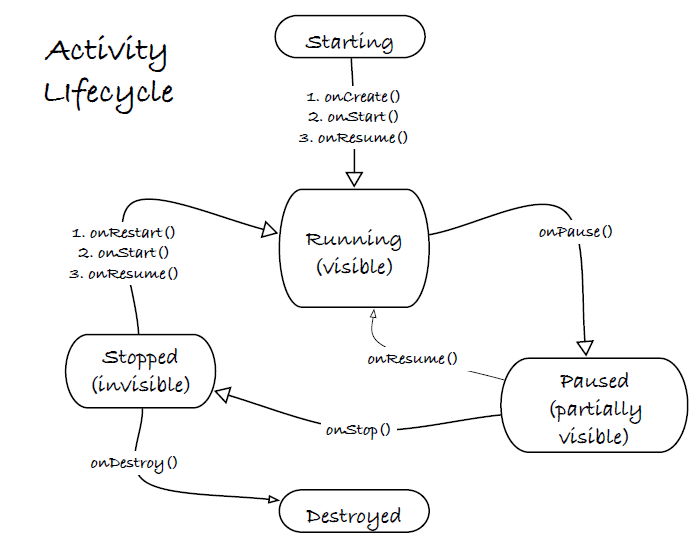 Activity
LIfecycle
Starting
1. onCreate()
2. onStart()
3. onResume()
Running
(visible)
onPause()
1. onRestart()
2. onStart()
3. onResume()
onResume()
Stopped
(invisible)
Paused
(partially
visible)
onStop()
onDestroy()
Destroyed